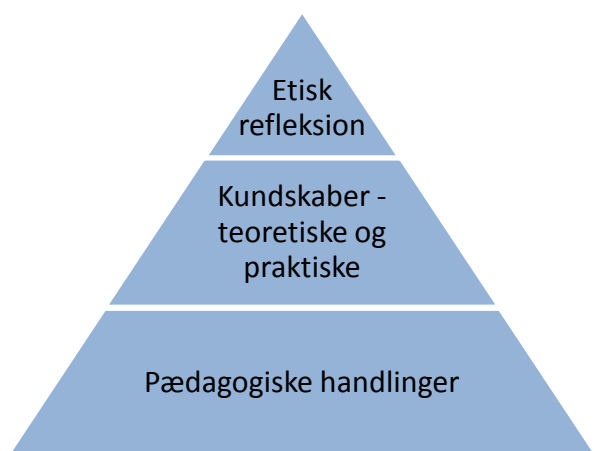 Etisk
refleksion
Kundskaber -
teoretiske og
praktiske
Pædagogiske handlinger